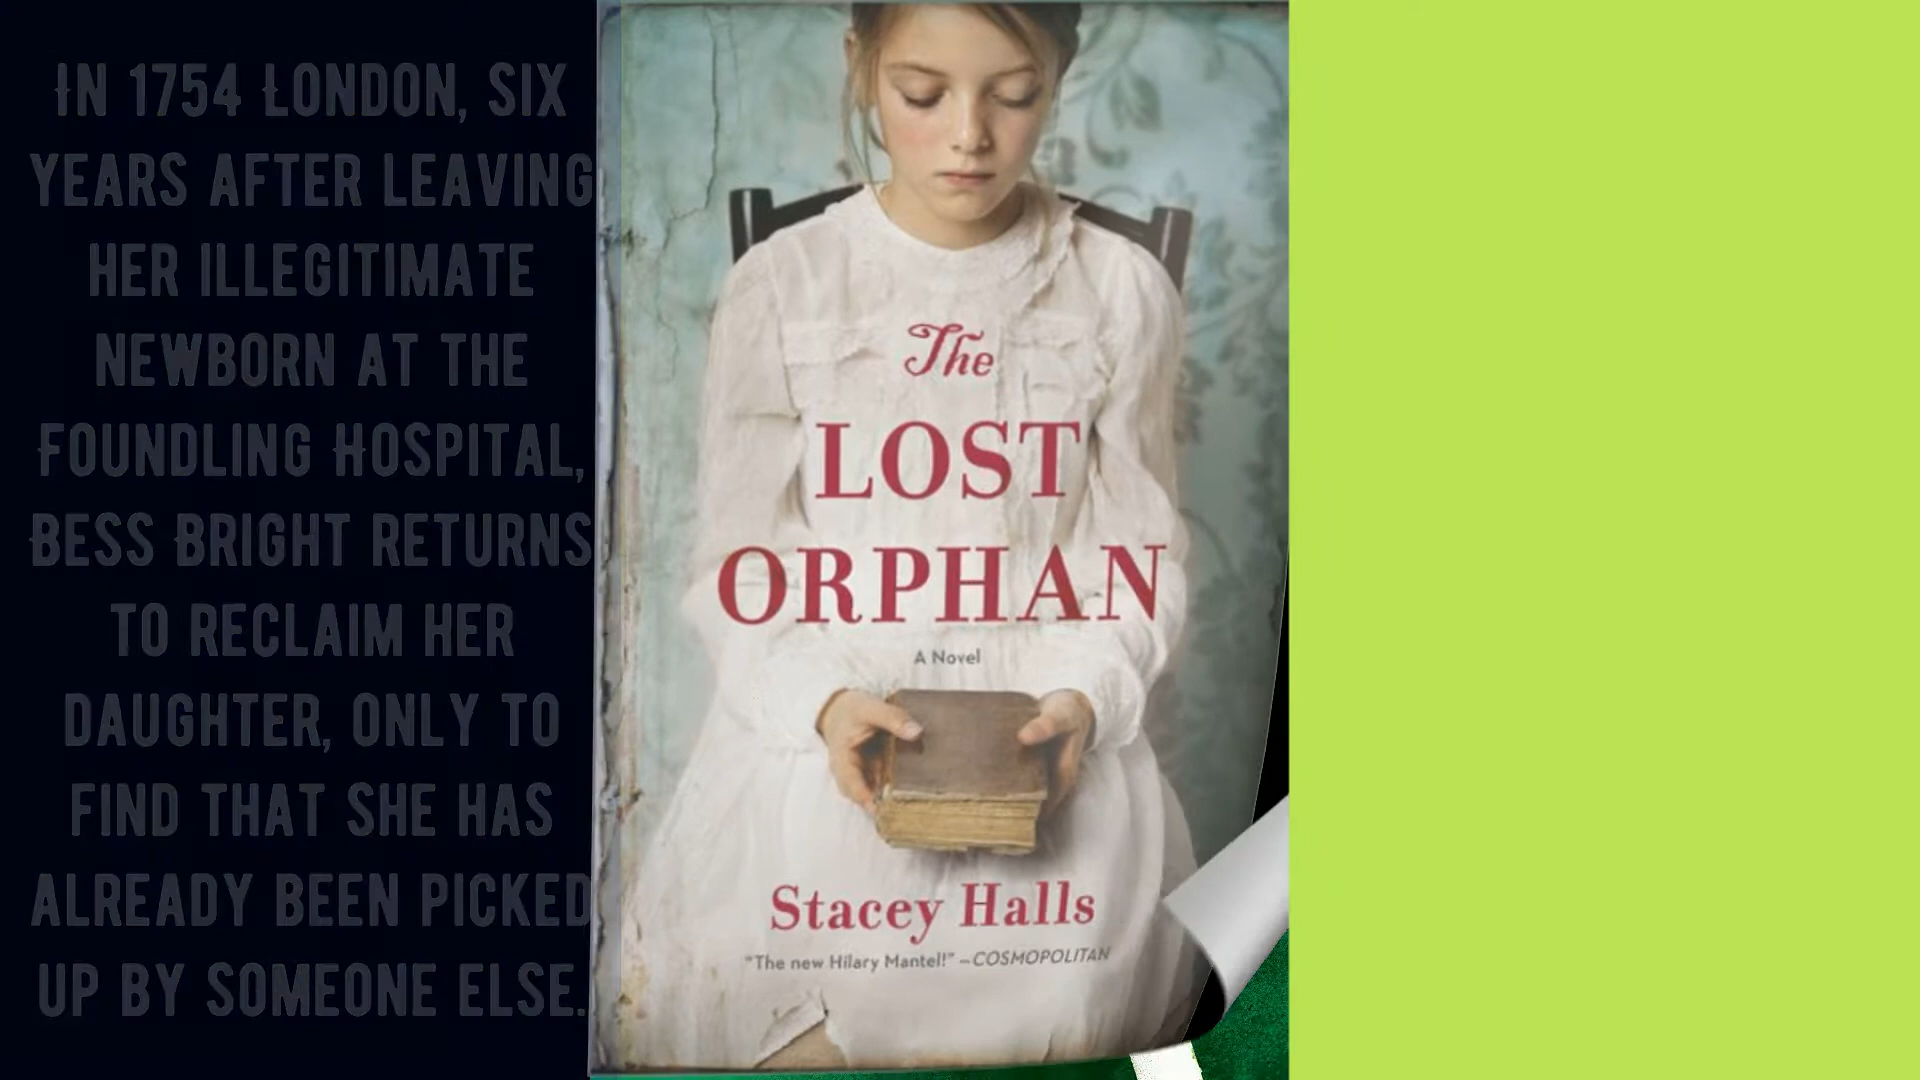 In 1754 London, six
years after leaving
her illegitimate
newborn at the
Foundling Hospital,
Bess Bright returns
to reclaim her
daughter, only to
find that she has
already been picked
up by someone else.
The
LOST
ORPHAN
A Novel
Stacey Halls
"The new Hilary Mantel!" –COSMOPOLITAN